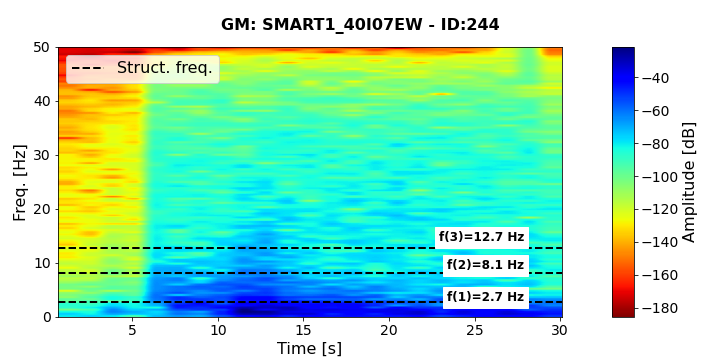 GM: SMART1_40I07EW - ID:244
Struct. freq.
Freq. [Hz]
50
40
30
20
10
0
f(3)=12.7 Hz
f(2)=8.1 Hz
f(1)=2.7 Hz
5
10
15
20
25
30
Time [s]
−40
−60
−80
−100
−120
−140
−160
−180
Amplitude [dB]